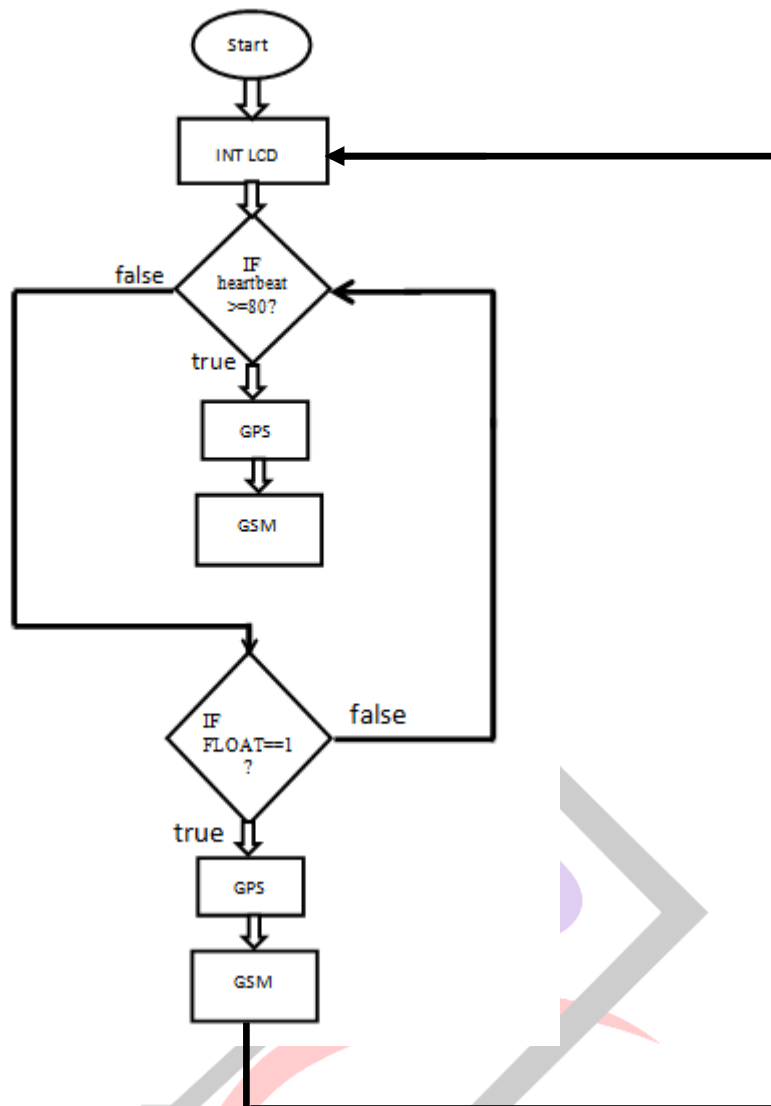 Start
INT LCD
false
IF
heartbeat
>=80?
true
GPS
GSM
IF
FLOAT==1
?
false
true
GPS
GSM